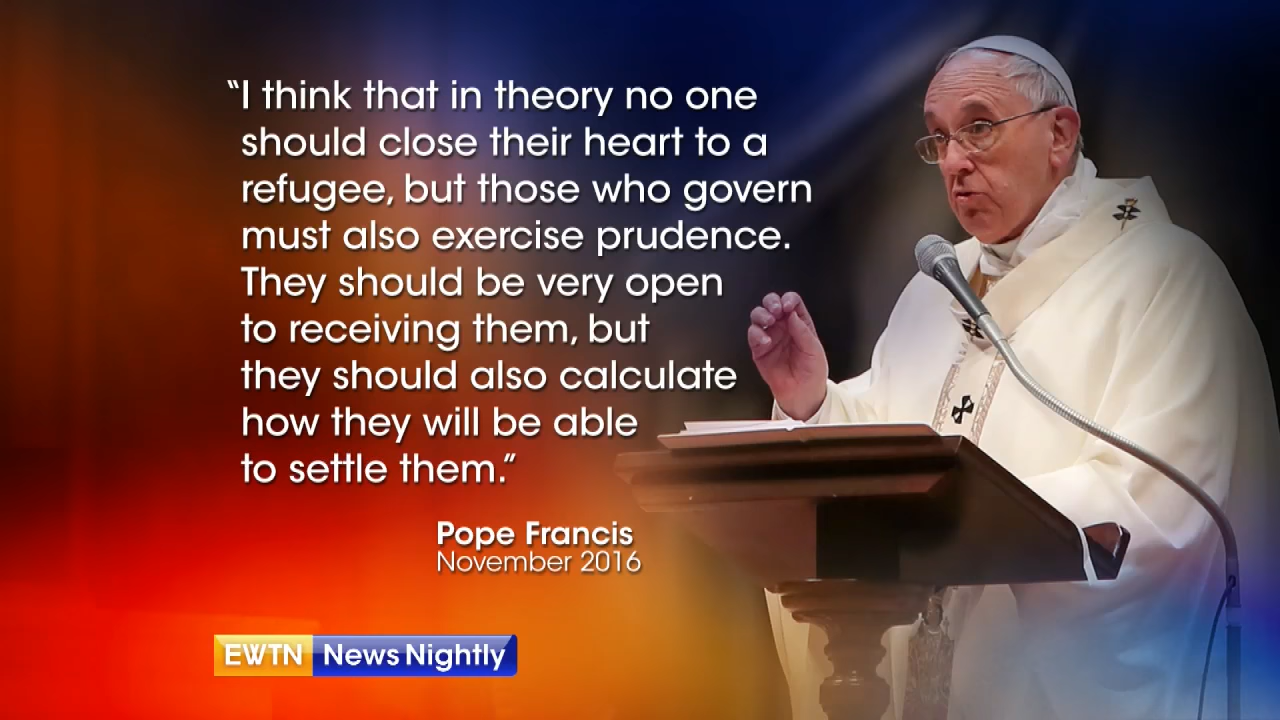 “I think that in theory no one
should close their heart to a
refugee, but those who govern
must also exercise prudence.
They should be very open
to receiving them, but
they should also calculate
how they will be able
to settle them.”
Pope Francis
November 2016
EWTN News Nightly